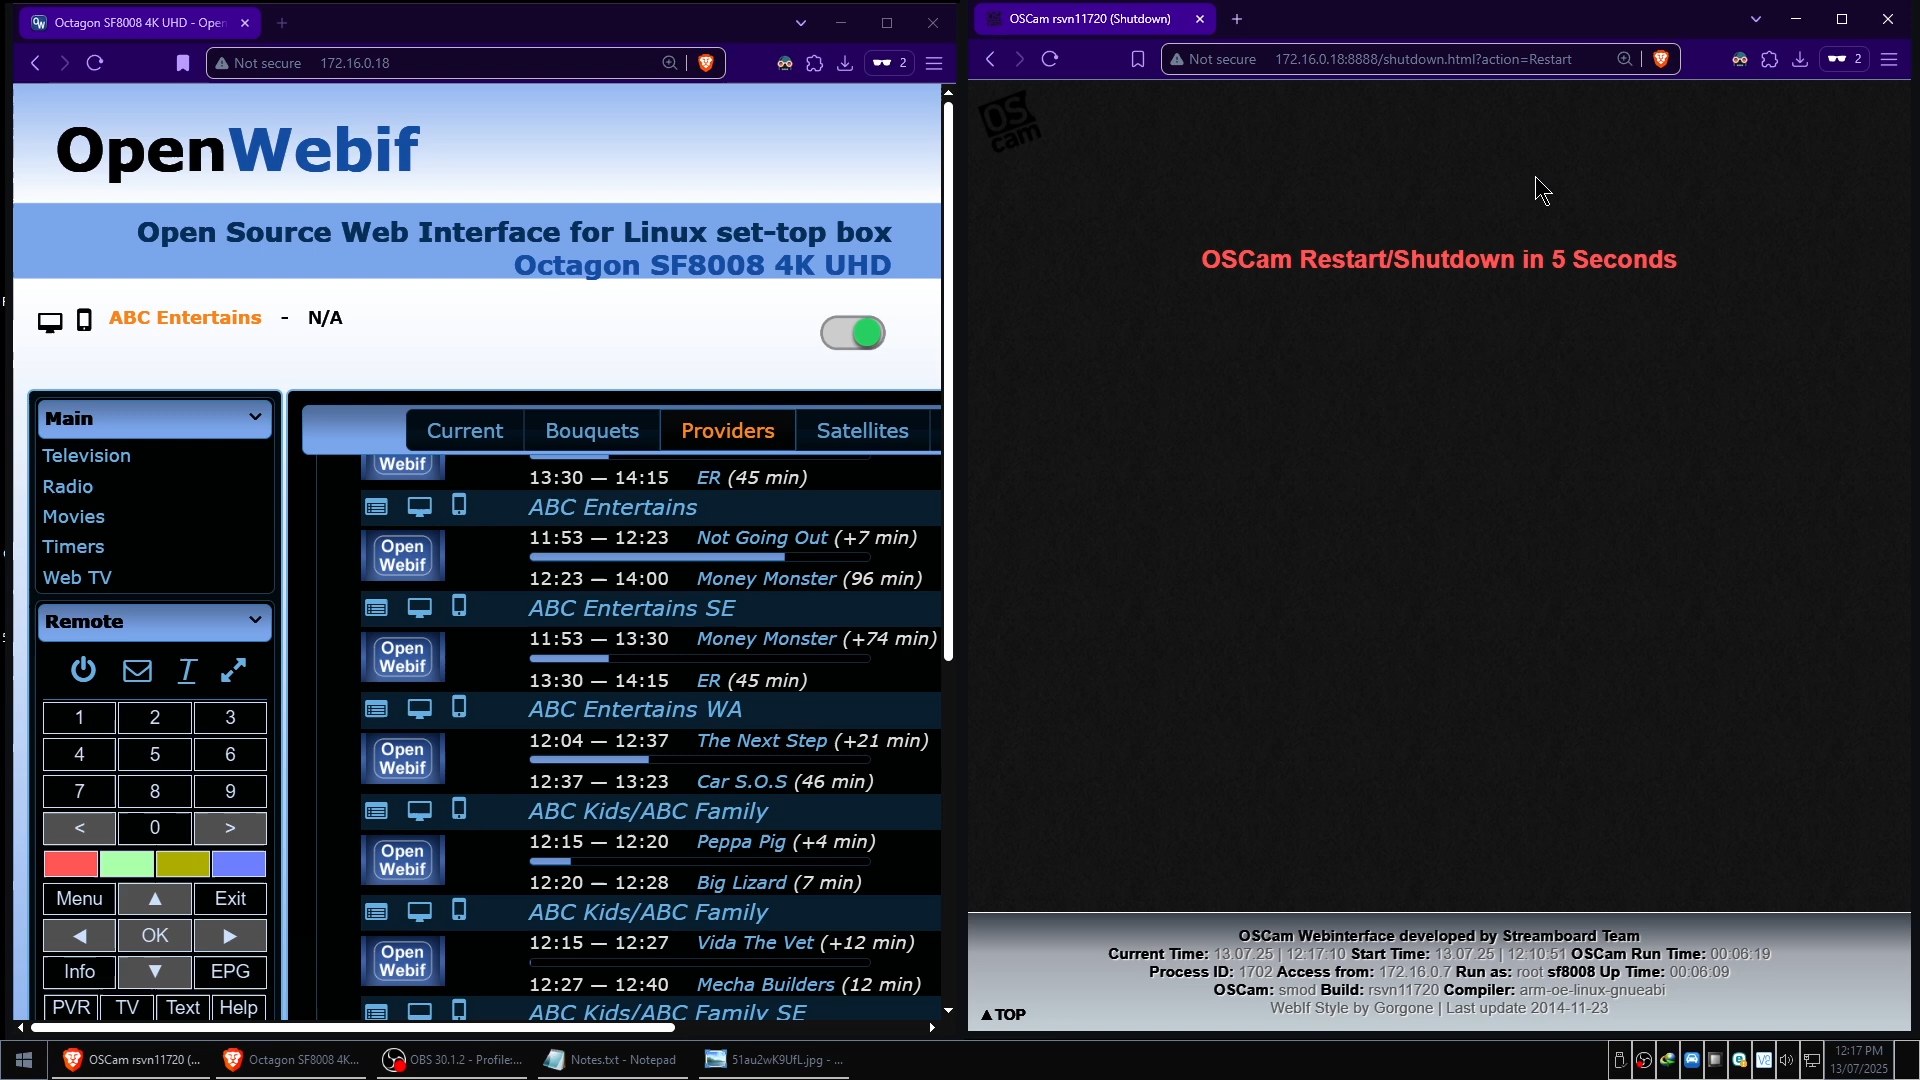 Octagon SF8008 4K UHD - Open
Not secure
172.16.0.18
2
OpenWebif
Open Source Web Interface for Linux set-top box
Octagon SF8008 4K UHD
ABC Entertains - N/A
Main
Television
Radio
Movies
Timers
Web TV
Remote
1 2 3
4 5 6
7 8 9
< 0 >
Menu ▲ Exit
◀ OK ▶
Info ▼ EPG
PVR TV Text Help
Current Bouquets Providers Satellites
Webif
13:30 — 14:15 ER (45 min)
ABC Entertains
Open
Webif
11:53 — 12:23 Not Going Out (+7 min)
12:23 — 14:00 Money Monster (96 min)
ABC Entertains SE
Open
Webif
11:53 — 13:30 Money Monster (+74 min)
13:30 — 14:15 ER (45 min)
ABC Entertains WA
Open
Webif
12:04 — 12:37 The Next Step (+21 min)
12:37 — 13:23 Car S.O.S (46 min)
ABC Kids/ABC Family
Open
Webif
12:15 — 12:20 Peppa Pig (+4 min)
12:20 — 12:28 Big Lizard (7 min)
ABC Kids/ABC Family
Open
Webif
12:15 — 12:27 Vida The Vet (+12 min)
12:27 — 12:40 Mecha Builders (12 min)
ABC Kids/ABC Family SE
OSCam rsvn11720 (Shutdown)
Not secure
172.16.0.18:8888/shutdown.html?action=Restart
2
OS
cam
OSCam Restart/Shutdown in 5 Seconds
OSCam Webinterface developed by Streamboard Team
Current Time: 13.07.25 | 12:17:10 Start Time: 13.07.25 | 12:10:51 OSCam Run Time: 00:06:19
Process ID: 1702 Access from: 172.16.0.7 Run as: root sf8008 Up Time: 00:06:09
OSCam: smod Build: rsvn11720 Compiler: arm-oe-linux-gnueabi
WebIf Style by Gorgone | Last update 2014-11-23
▲TOP
OSCam rsvn11720 (...
Octagon SF8008 4K...
OBS 30.1.2 - Profile:...
Notes.txt - Notepad
51au2wK9UfL.jpg - ...
12:17 PM
13/07/2025